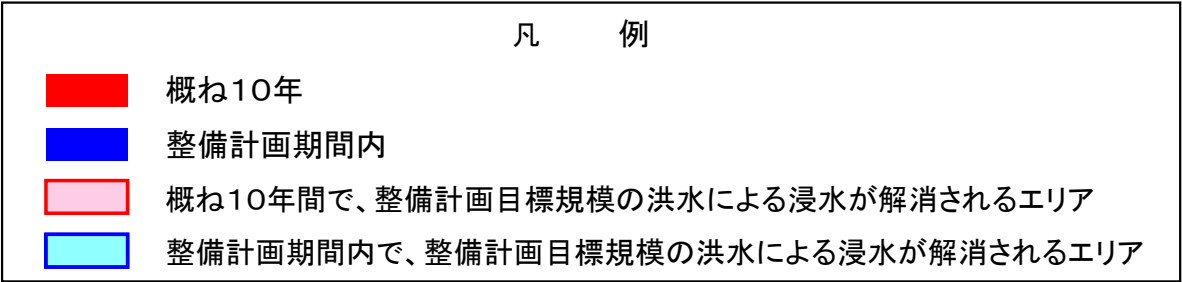 凡　例
概ね１０年
整備計画期間内
概ね１０年間で、整備計画目標規模の洪水による浸水が解消されるエリア
整備計画期間内で、整備計画目標規模の洪水による浸水が解消されるエリア